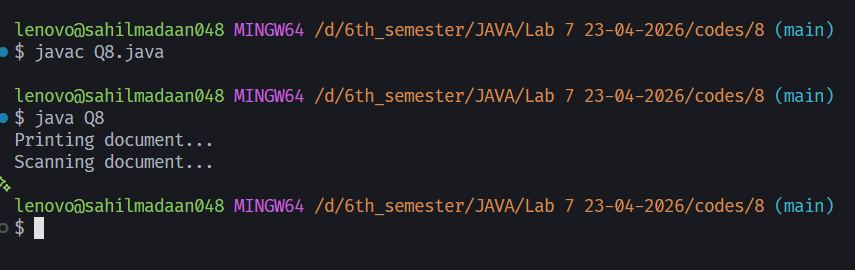 lenovo@sahilmadaan048 MINGW64 /d/6th_semester/JAVA/Lab 7 23-04-2026/codes/8 (main)
$ javac Q8.java
lenovo@sahilmadaan048 MINGW64 /d/6th_semester/JAVA/Lab 7 23-04-2026/codes/8 (main)
$ java Q8
Printing document...
Scanning document...
lenovo@sahilmadaan048 MINGW64 /d/6th_semester/JAVA/Lab 7 23-04-2026/codes/8 (main)
$